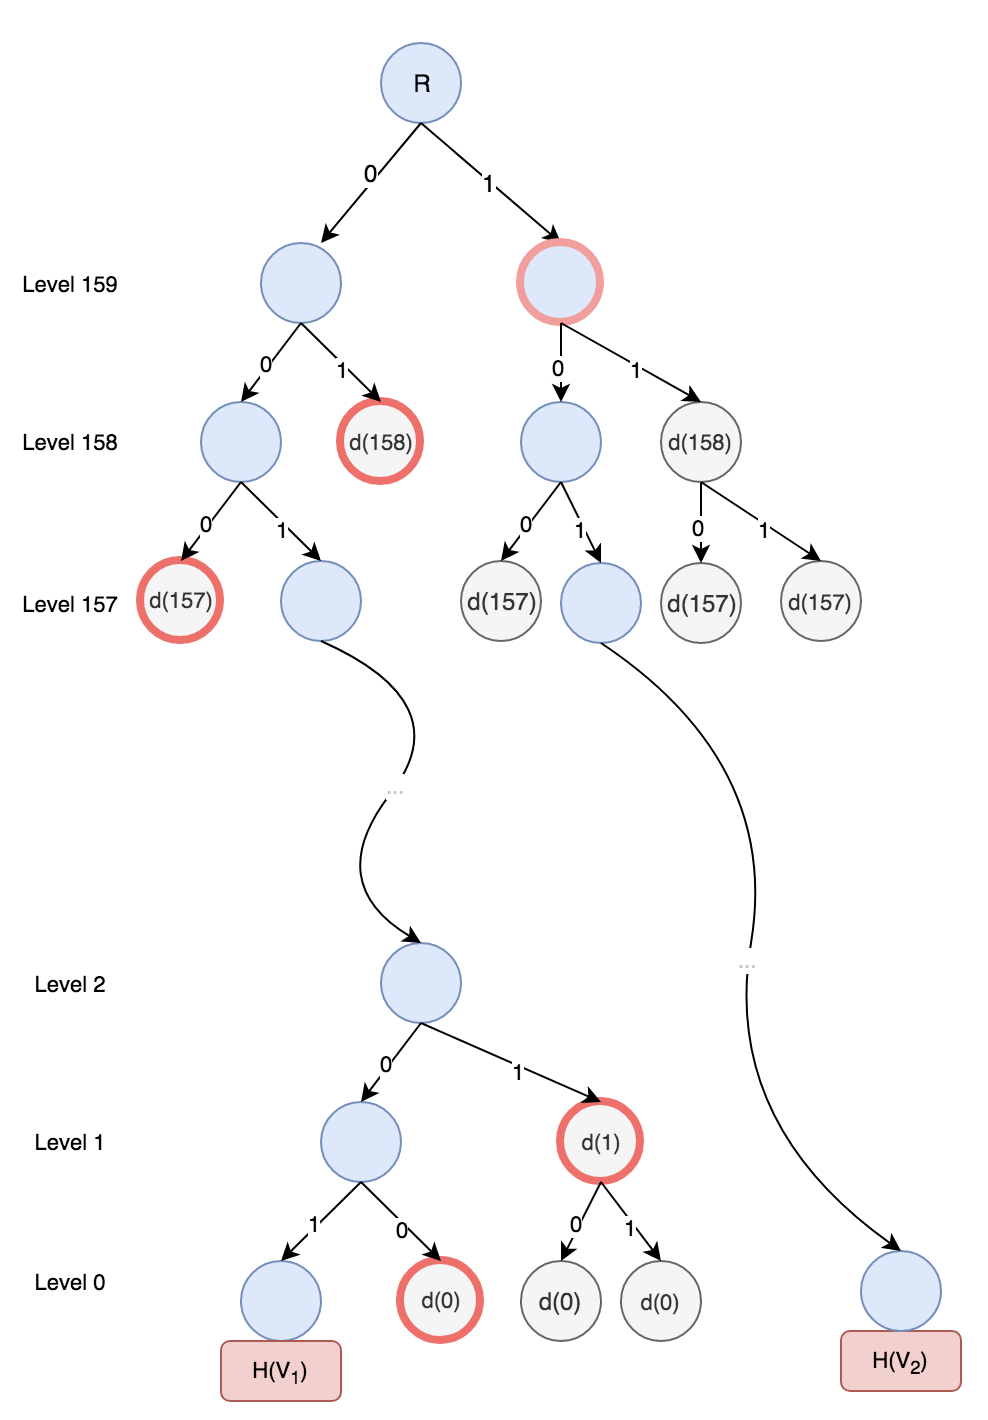 R
0
1
Level 159
0
1
0
1
Level 158
d(158)
d(158)
0
1
0
1
0
1
Level 157
d(157)
d(157)
d(157)
d(157)
...
...
Level 2
0
1
Level 1
d(1)
1
0
0
1
Level 0
d(0)
d(0)
d(0)
H(V₁)
H(V₂)